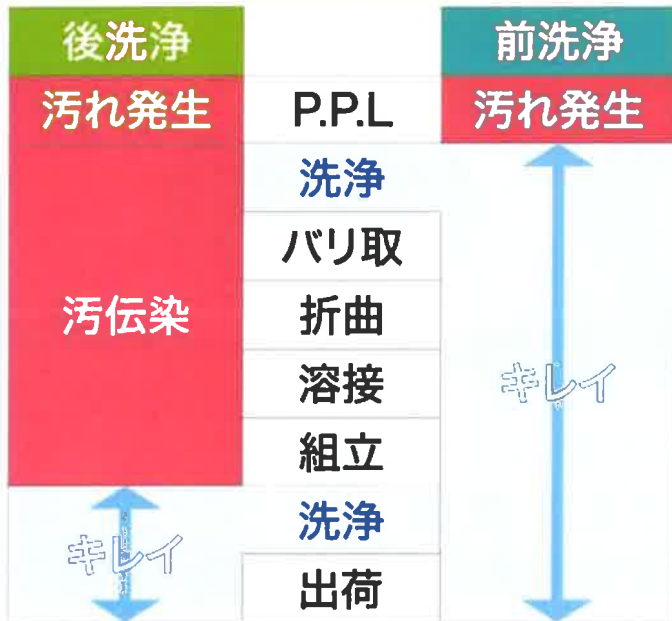 後洗浄
前洗浄
汚れ発生
P.P.L
汚れ発生
洗浄
バリ取
汚伝染
折曲
溶接
キレイ
組立
洗浄
キレイ
出荷